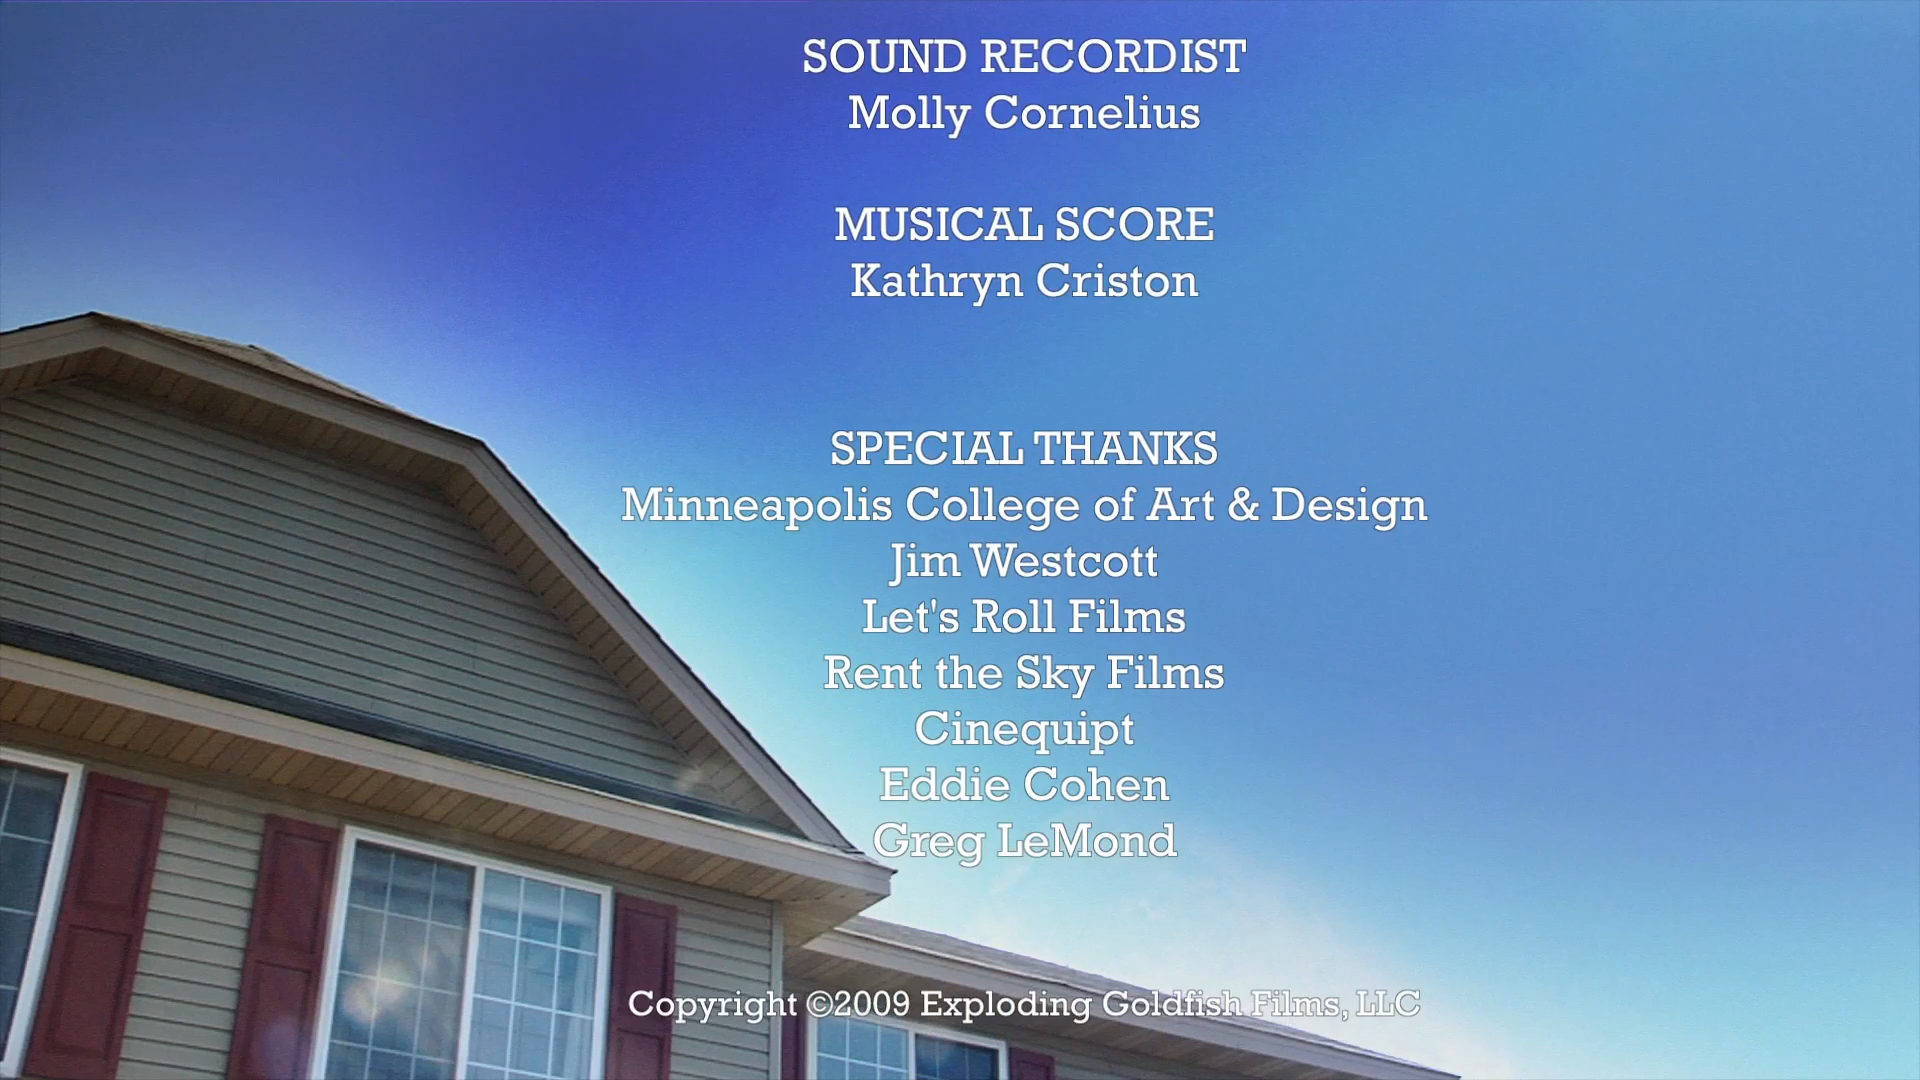 SOUND RECORDIST
Molly Cornelius
MUSICAL SCORE
Kathryn Criston
SPECIAL THANKS
Minneapolis College of Art & Design
Jim Westcott
Let's Roll Films
Rent the Sky Films
Cinequipt
Eddie Cohen
Greg LeMond
Copyright ©2009 Exploding Goldfish Films, LLC